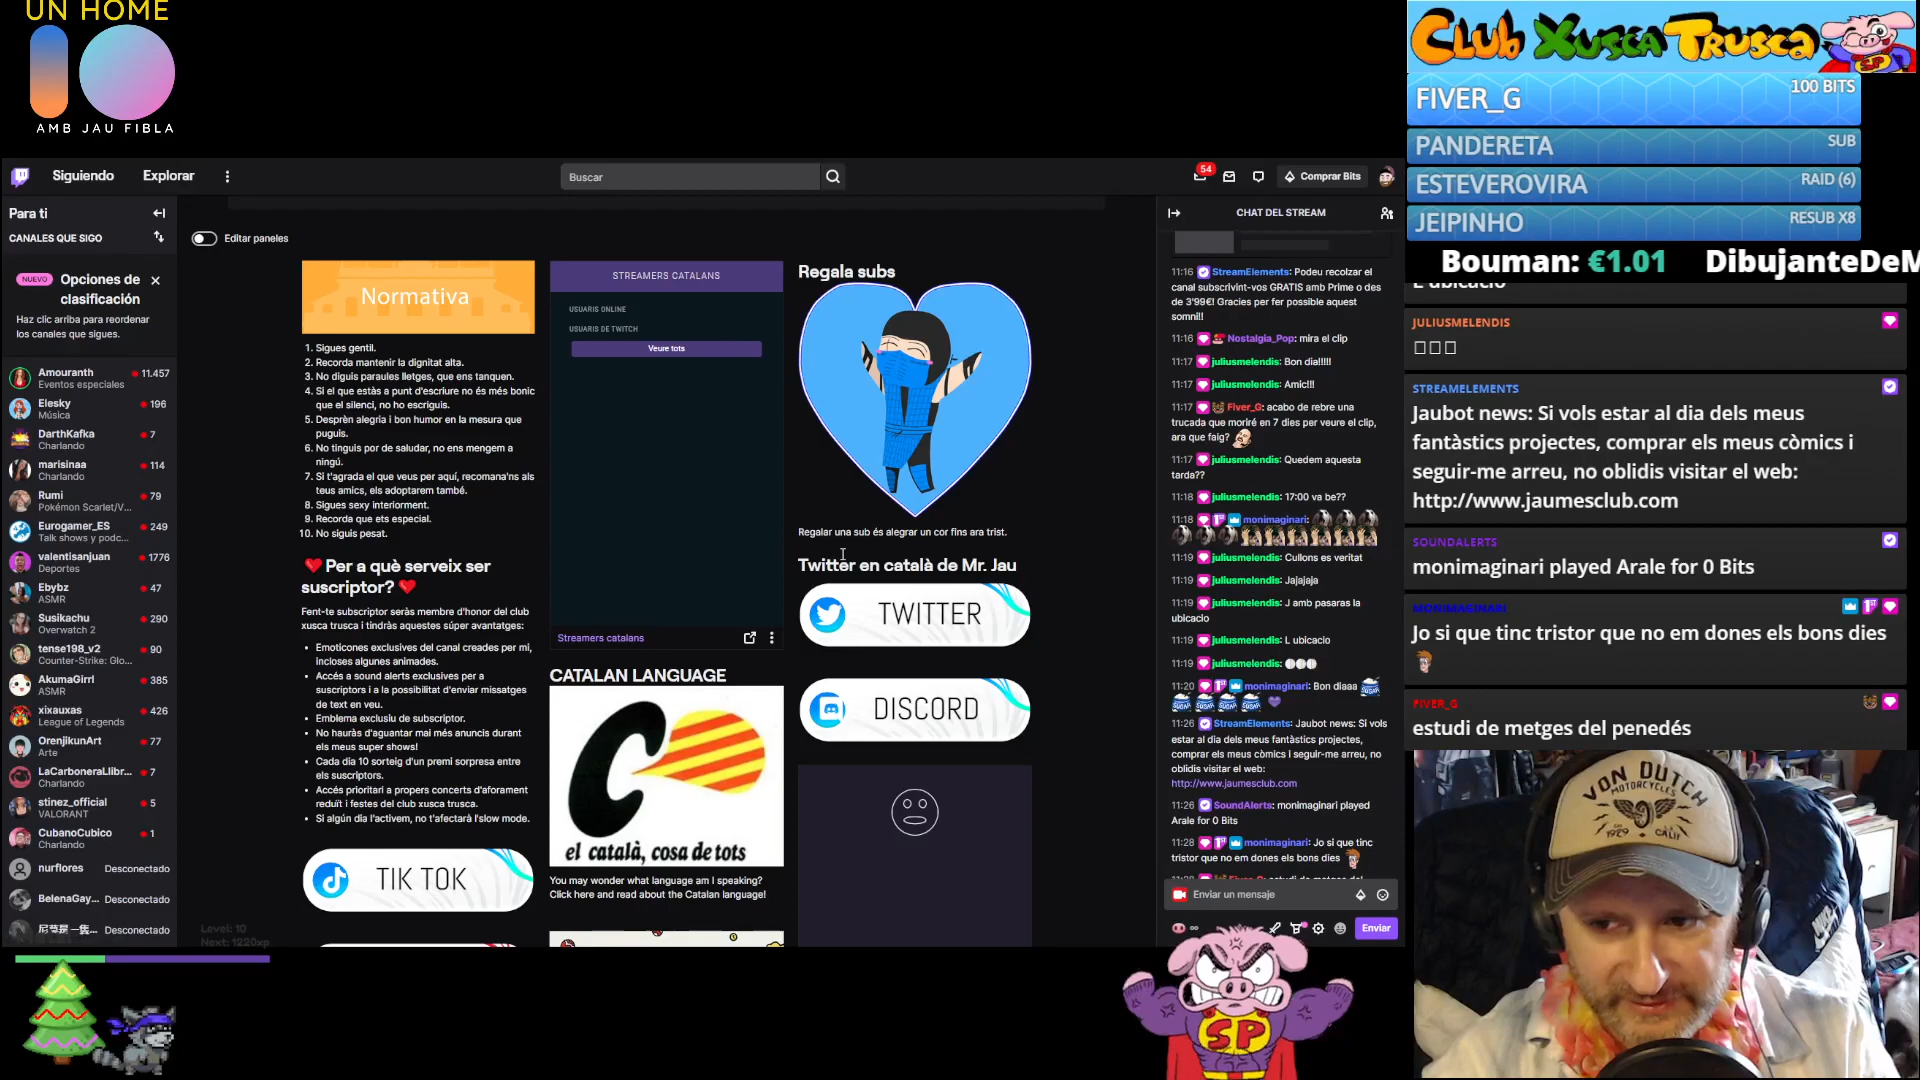 UN HOME
10
AMB JAU FIBLA
Siguiendo
Explorar
Buscar
54
Comprar Bits
Para ti
CANALES QUE SIGO
NUEVO
Opciones de
clasificación
Haz clic arriba para reordenar
los canales que sigues.
Amouranth
11.457
Eventos especiales
Elesky
196
Música
DarthKafka
7
Charlando
marisinaa
114
Charlando
Rumi
79
Pokémon Scarlet/V...
Eurogamer_ES
249
Talk shows y podc...
valentisanjuan
1776
Deportes
Ebybz
47
ASMR
Susikachu
290
Overwatch 2
tense198_v2
90
Counter-Strike: Glo...
AkumaGirrl
385
ASMR
xixauxas
426
League of Legends
OrenjikunArt
77
Arte
LaCarboneraLlibr...
7
Charlando
stinez_official
5
VALORANT
CubanoCubico
1
Charlando
nurflores
Desconectado
BelenaGay...
Desconectado
Desconectado
Editar paneles
Normativa
1. Sigues gentil.
2. Recorda mantenir la dignitat alta.
3. No diguis paraules lletges, que ens tanquen.
4. Si el que estàs a punt d'escriure no és més bonic
que el silenci, no ho escriguis.
5. Desprèn alegria i bon humor en la mesura que
puguis.
6. No tinguis por de saludar, no ens mengem a
ningú.
7. Si t'agrada el que veus per aquí, recomana'ns als
teus amics, els adoptarem també.
8. Sigues sexy interiorment.
9. Recorda que ets especial.
10. No siguis pesat.
Per a què serveix ser
suscriptor?
Fent-te subscriptor seràs membre d'honor del club
xusca trusca i tindràs aquestes súper avantatges:
Emoticones exclusives del canal creades per mi,
incloses algunes animades.
Accés a sound alerts exclusives per a
suscriptors i a la possibilitat d'enviar missatges
de text en veu.
Emblema exclusiu de subscriptor.
No hauràs d'aguantar mai més anuncis durant
els meus super shows!
Cada dia 10 sorteig d'un premi sorpresa entre
els suscriptors.
Accés prioritari a propers concerts d'aforament
reduït i festes del club xusca trusca.
Si algún dia l'activem, no t'afectarà l'slow mode.
TIK TOK
Level: 10
Next: 1220xp
STREAMERS CATALANS
USUARIS ONLINE
USUARIS DE TWITCH
Veure tots
Streamers catalans
CATALAN LANGUAGE
el català, cosa de tots
You may wonder what language am I speaking?
Click here and read about the Catalan language!
Regala subs
Regalar una sub és alegrar un cor fins ara trist.
Twitter en català de Mr. Jau
TWITTER
DISCORD
CHAT DEL STREAM
11:16 StreamElements: Podeu recolzar el
canal subscrivint-vos GRATIS amb Prime o des
de 3'99€! Gracies per fer possible aquest
somni!!
11:16 Nostalgia_Pop: mira el clip
11:17 juliusmelendis: Bon dia!!!!!
11:17 juliusmelendis: Amic!!!
11:17 Fiver_G: acabo de rebre una
trucada que moriré en 7 dies per veure el clip,
ara que faig?
11:17 juliusmelendis: Quedem aquesta
tarda??
11:18 juliusmelendis: 17:00 va be??
11:18 monimaginari:
11:19 juliusmelendis: Cullons es veritat
11:19 juliusmelendis: Jajajaja
11:19 juliusmelendis: J amb pasaras la
ubicacio
11:19 juliusmelendis: L ubicacio
11:19 juliusmelendis:
11:20 monimaginari: Bon diaaa
11:26 StreamElements: Jaubot news: Si vols
estar al dia dels meus fantàstics projectes,
comprar els meus còmics i seguir-me arreu, no
oblidis visitar el web:
http://www.jaumesclub.com
11:26 SoundAlerts: monimaginari played
Arale for 0 Bits
11:28 monimaginari: Jo si que tinc
tristor que no em dones els bons dies
Enviar un mensaje
Enviar
SP
Club Xusca Trusca
SP
FIVER_G
100 BITS
PANDERETA
SUB
ESTEVEROVIRA
RAID (6)
JEIPINHO
RESUB X8
Bouman: €1.01 DibujanteDeM
L'ubicacio
JULIUSMELENDIS
STREAMELEMENTS
Jaubot news: Si vols estar al dia dels meus
fantàstics projectes, comprar els meus còmics i
seguir-me arreu, no oblidis visitar el web:
http://www.jaumesclub.com
SOUNDALERTS
monimaginari played Arale for 0 Bits
MONIMAGINARI
Jo si que tinc tristor que no em dones els bons dies
FIVER_G
estudi de metges del penedés
VON DUTCH
MOTORCYCLES
1929
CALIF